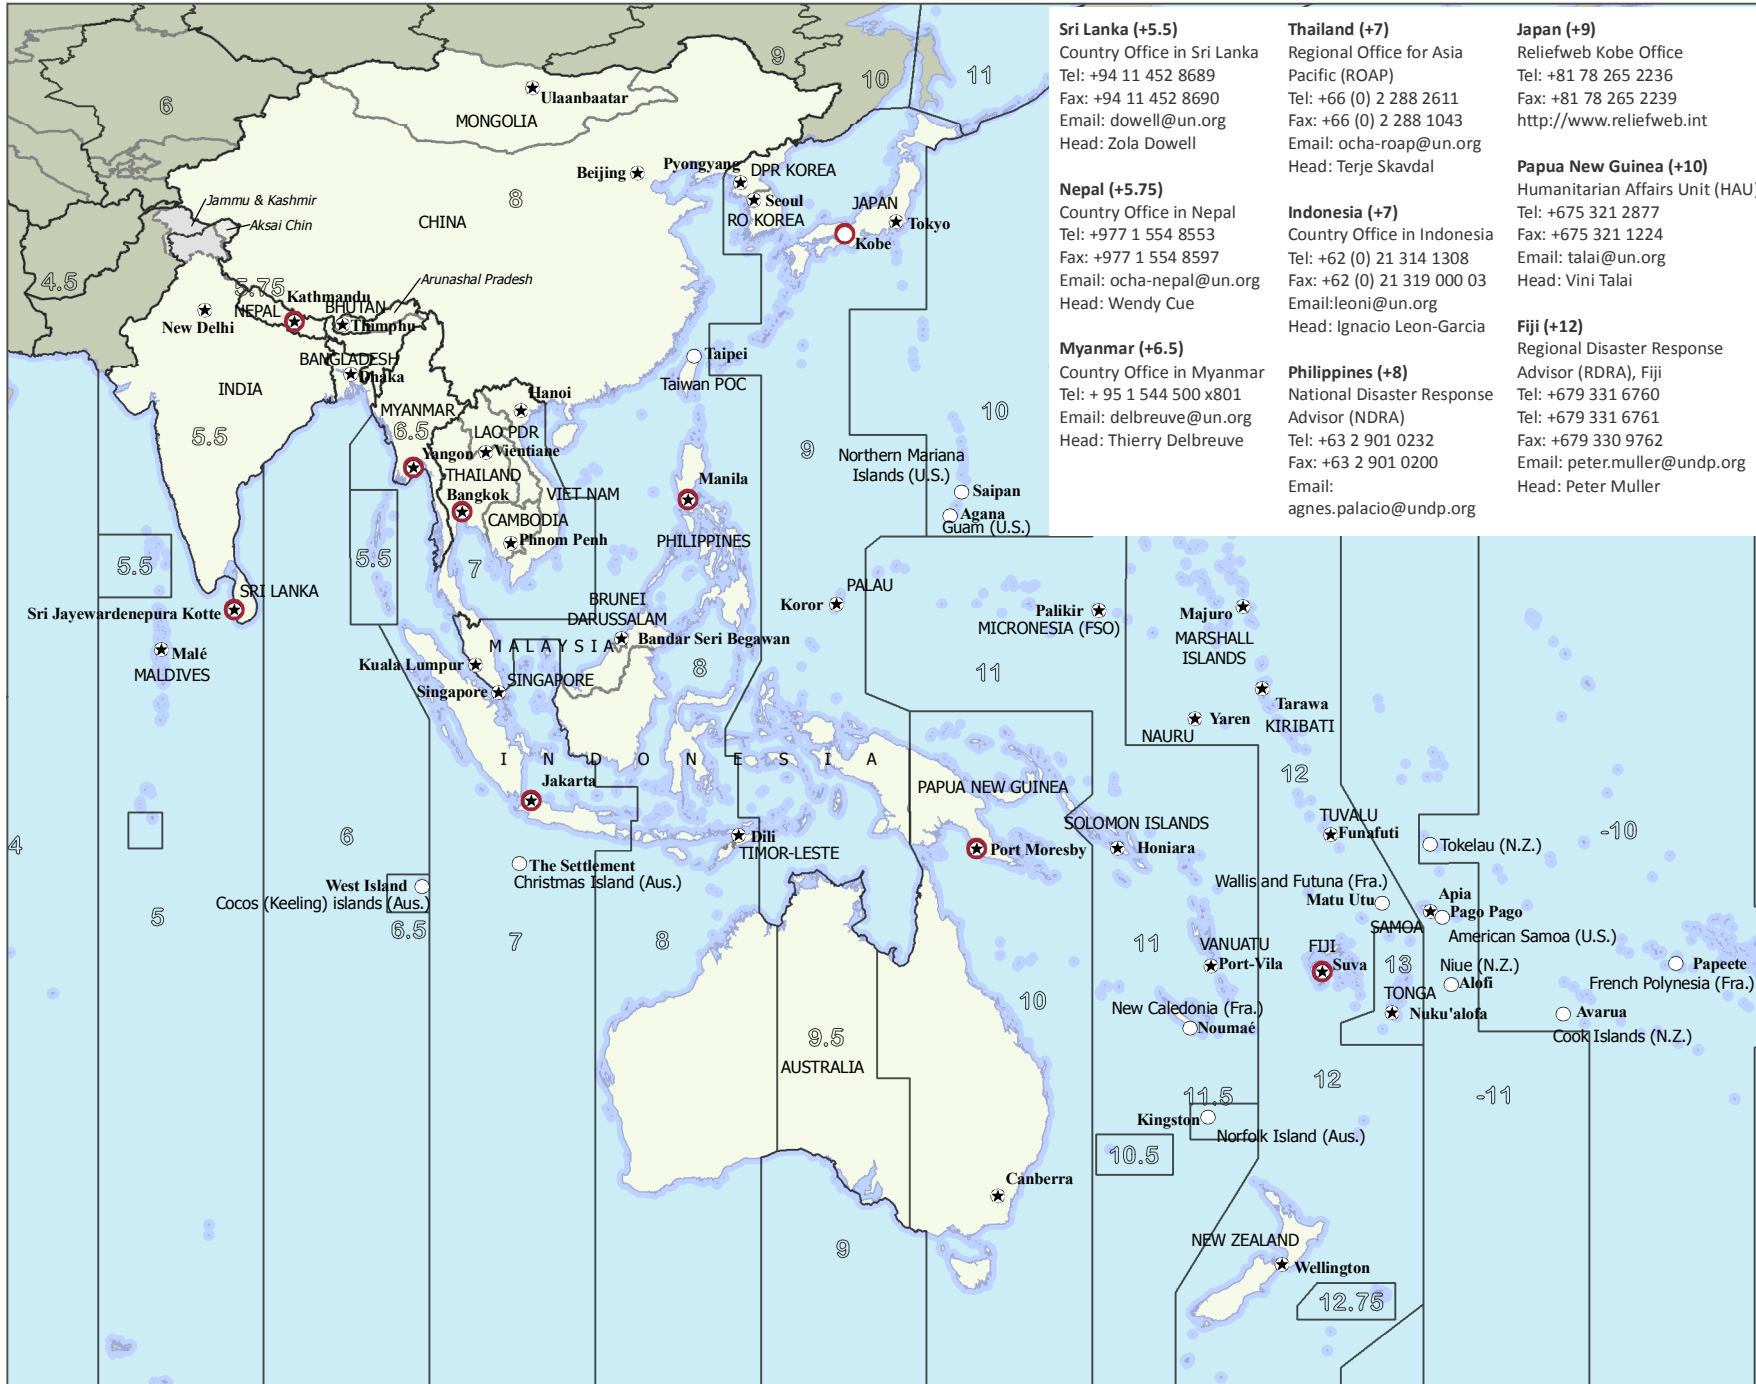 Sri Lanka (+5.5)
Country Office in Sri Lanka
Tel: +94 11 452 8689
Fax: +94 11 452 8690
Email: dowell@un.org
Head: Zola Dowell
Nepal (+5.75)
Country Office in Nepal
Tel: +977 1 554 8553
Fax: +977 1 554 8597
Email: ocha-nepal@un.org
Head: Wendy Cue
Myanmar (+6.5)
Country Office in Myanmar
Tel: + 95 1 544 500 x801
Email: delbreuve@un.org
Head: Thierry Delbreuve
Thailand (+7)
Regional Office for Asia
Pacific (ROAP)
Tel: +66 (0) 2 288 2611
Fax: +66 (0) 2 288 1043
Email: ocha-roap@un.org
Head: Terje Skavdal
Indonesia (+7)
Country Office in Indonesia
Tel: +62 (0) 21 314 1308
Fax: +62 (0) 21 319 000 03
Email:leoni@un.org
Head: Ignacio Leon-Garcia
Philippines (+8)
National Disaster Response
Advisor (NDRA)
Tel: +63 2 901 0232
Fax: +63 2 901 0200
Email:
agnes.palacio@undp.org
Japan (+9)
Reliefweb Kobe Office
Tel: +81 78 265 2236
Fax: +81 78 265 2239
http://www.reliefweb.int
Papua New Guinea (+10)
Humanitarian Affairs Unit (HAU)
Tel: +675 321 2877
Fax: +675 321 1224
Email: talai@un.org
Head: Vini Talai
Fiji (+12)
Regional Disaster Response
Advisor (RDRA), Fiji
Tel: +679 331 6760
Tel: +679 331 6761
Fax: +679 330 9762
Email: peter.muller@undp.org
Head: Peter Muller
9
10
11
6
Ulaanbaatar
MONGOLIA
Beijing
Pyongyang
DPR KOREA
Seoul
RO KOREA
JAPAN
Tokyo
Kobe
8
CHINA
Jammu & Kashmir
Aksai Chin
4.5
5.75
Arunashal Pradesh
Kathmandu
NEPAL
BHUTAN
Thimphu
New Delhi
BANGLADESH
Dhaka
INDIA
5.5
Taipei
Taiwan POC
Hanoi
MYANMAR
6.5
LAO PDR
Vientiane
Yangon
THAILAND
Bangkok
VIET NAM
CAMBODIA
Phnom Penh
9
10
Northern Mariana
Islands (U.S.)
Saipan
Agana
Guam (U.S.)
Manila
PHILIPPINES
5.5
5.5
7
SRI LANKA
Sri Jayewardenepura Kotte
Malé
MALDIVES
BRUNEI
DARUSSALAM
Bandar Seri Begawan
MALAYSIA
Kuala Lumpur
SINGAPORE
Singapore
8
PALAU
Koror
Palikir
MICRONESIA (FSO)
11
Majuro
MARSHALL
ISLANDS
Tarawa
KIRIBATI
Yaren
NAURU
12
INDONESIA
Jakarta
PAPUA NEW GUINEA
Port Moresby
SOLOMON ISLANDS
Honiara
TUVALU
Funafuti
-10
Tokelau (N.Z.)
4
6
5
Dili
TIMOR-LESTE
The Settlement
Christmas Island (Aus.)
West Island
Cocos (Keeling) islands (Aus.)
6.5
7
8
Wallis and Futuna (Fra.)
Matu Utu
Apia
SAMOA
Pago Pago
American Samoa (U.S.)
11
VANUATU
Port-Vila
FIJI
Suva
13
TONGA
Nuku'alofa
Niue (N.Z.)
Alofi
Papeete
French Polynesia (Fra.)
Avarua
Cook Islands (N.Z.)
10
New Caledonia (Fra.)
Noumaé
9.5
AUSTRALIA
12
-11
11.5
Kingston
Norfolk Island (Aus.)
10.5
Canberra
9
NEW ZEALAND
Wellington
12.75